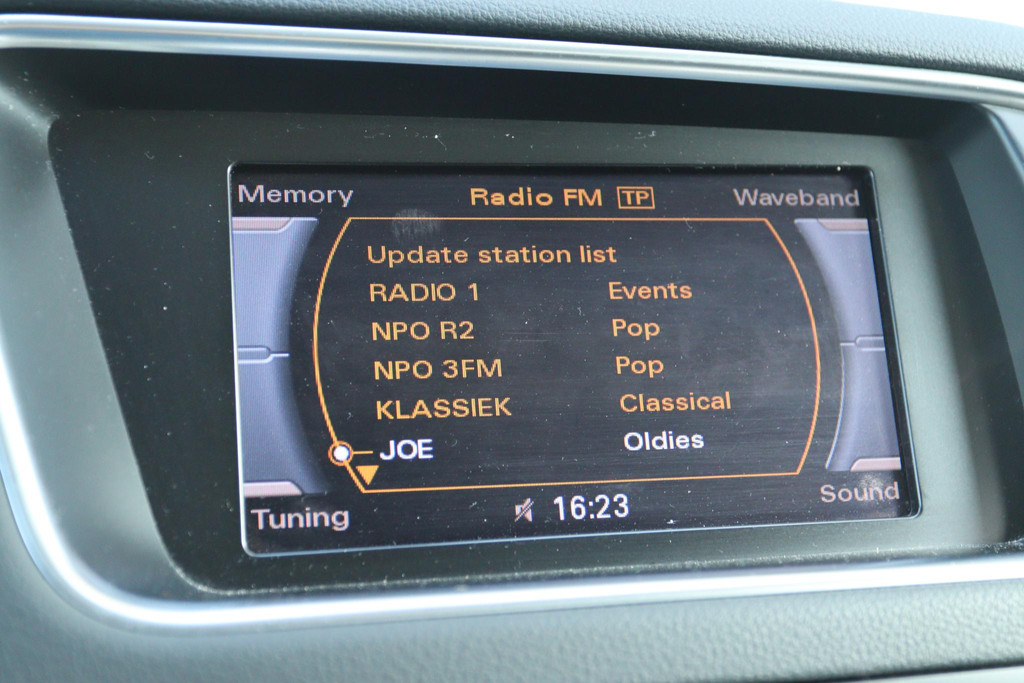 Memory Radio FM TP Waveband
Update station list
RADIO 1 Events
NPO R2 Pop
NPO 3FM Pop
KLASSIEK Classical
JOE Oldies
Tuning 16:23 Sound